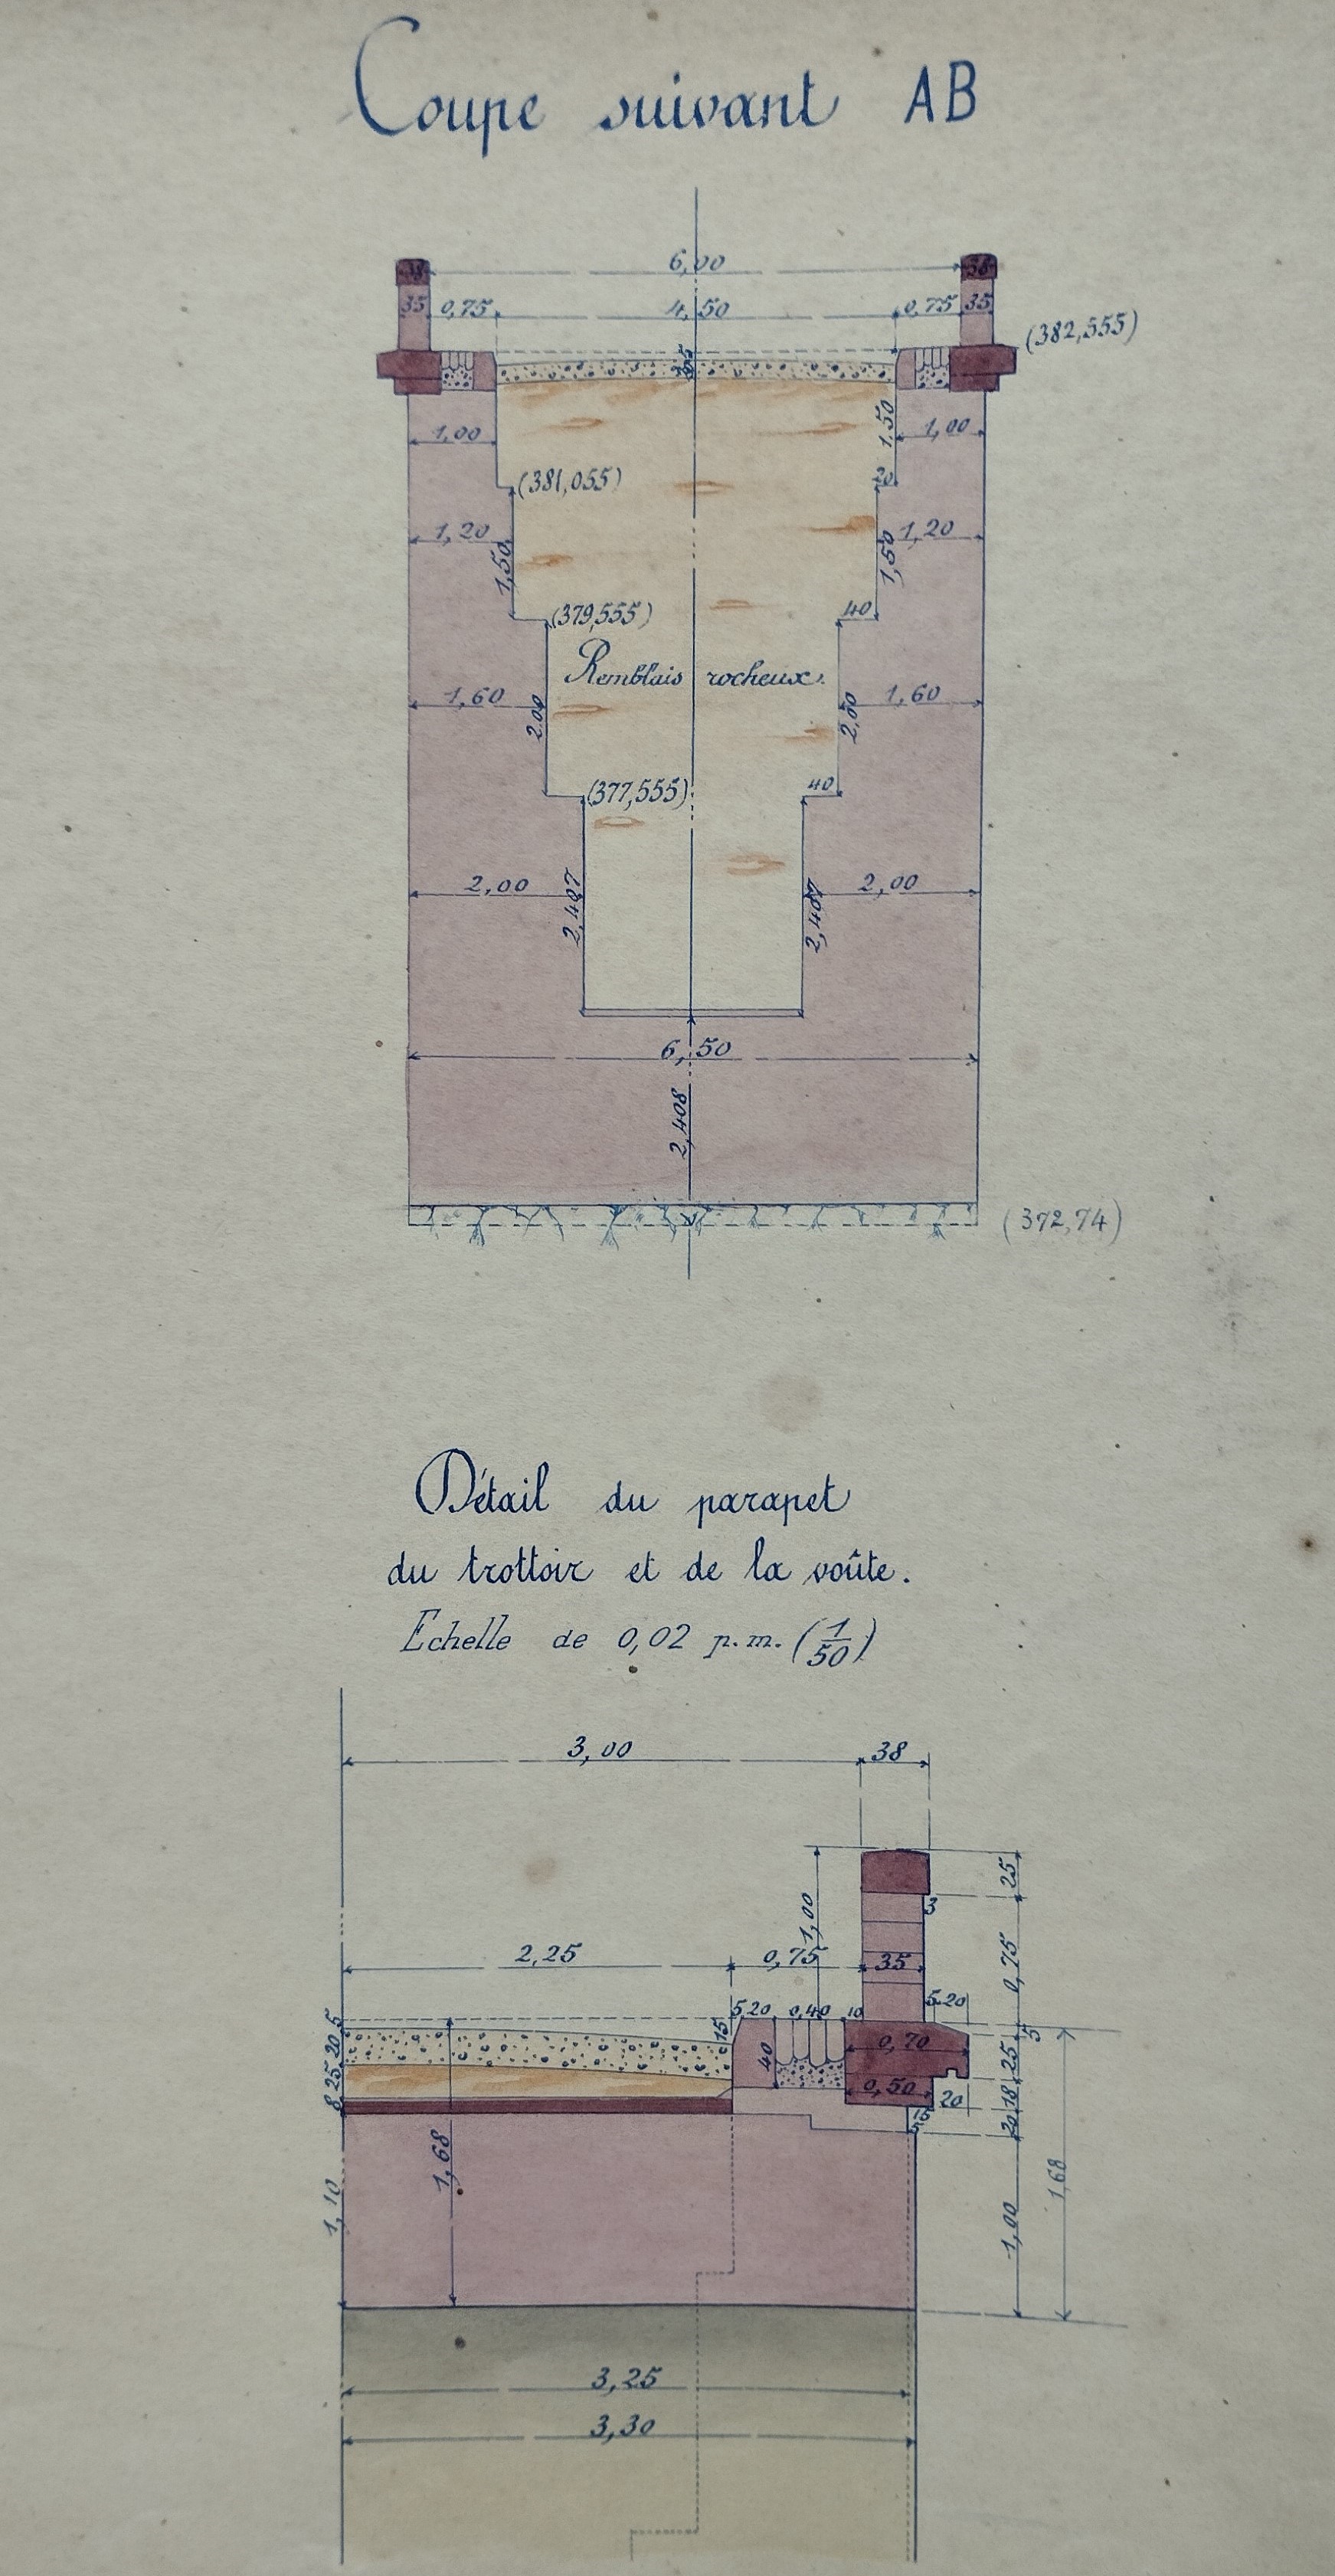 Coupe suivant AB
6,00
38 38
35 0,75 4,50 0,75 35
(382,555)
1,00 1,50 1,00
(381,055) 20
1,20 1,50 1,50 1,20
(379,555) 40
Remblais rocheux.
1,60 2,00 2,00 1,60
(377,555) 40
2,00 2,407 2,407 2,00
6,50
2,408
(372,74)
Détail du parapet
du trottoir et de la voûte.
Echelle de 0,02 p.m. (1/50)
3,00 38
25
1,00 3
2,25 0,75 35 0,75
5 20 0,40 10 5 20
5 15 5
20 40 0,70 25
25 0,50 18
8 20 15 20
5
1,68 1,68
1,10 1,00
3,25
3,30